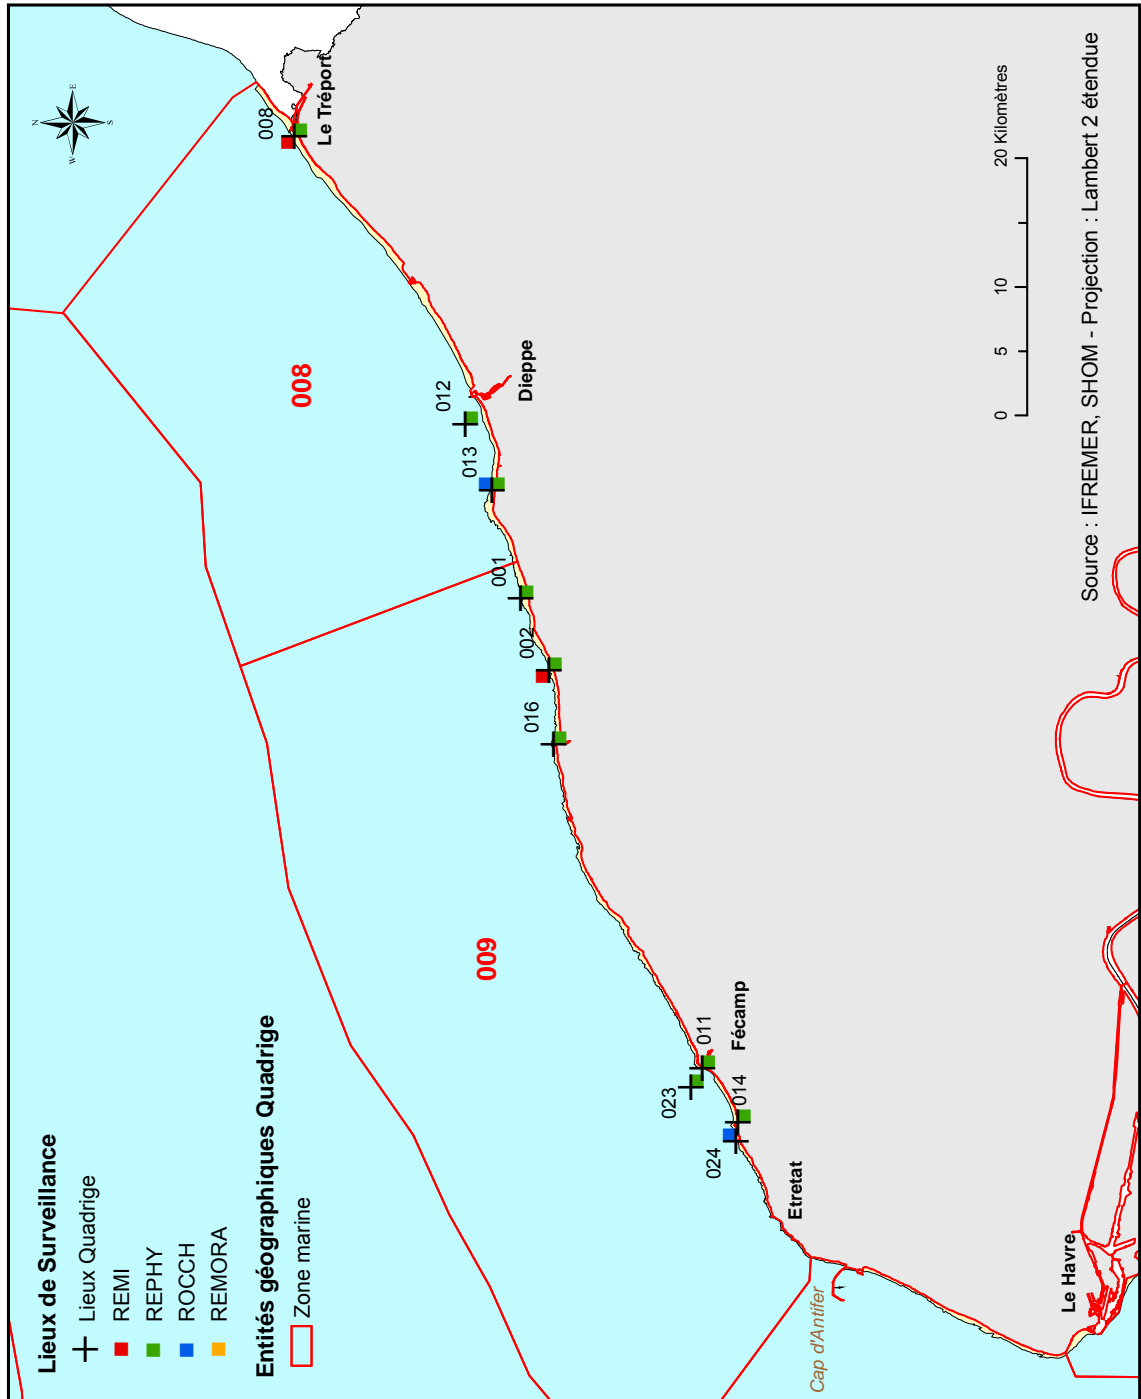 Lieux de Surveillance
Lieux Quadrige
REMI
REPHY
ROCCH
REMORA
Entités géographiques Quadrige
Zone marine
N
W
E
S
008
Le Tréport
008
012
Dieppe
013
001
002
016
009
011
Fécamp
023
014
024
Etretat
Cap d'Antifer
Le Havre
0 5 10 20 Kilomètres
Source : IFREMER, SHOM - Projection : Lambert 2 étendue